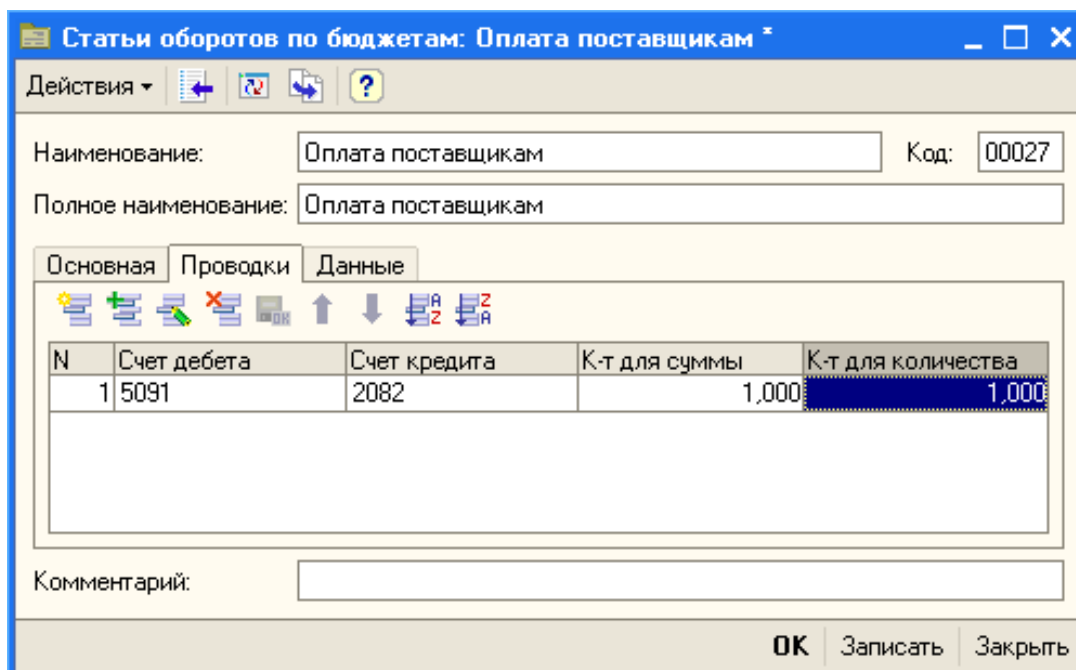 Статьи оборотов по бюджетам: Оплата поставщикам *
Действия
Наименование: Оплата поставщикам Код: 00027
Полное наименование: Оплата поставщикам
Основная Проводки Данные
N Счет дебета Счет кредита К-т для суммы К-т для количества
1 5091 2082 1,000 1,000
Комментарий:
OK Записать Закрыть